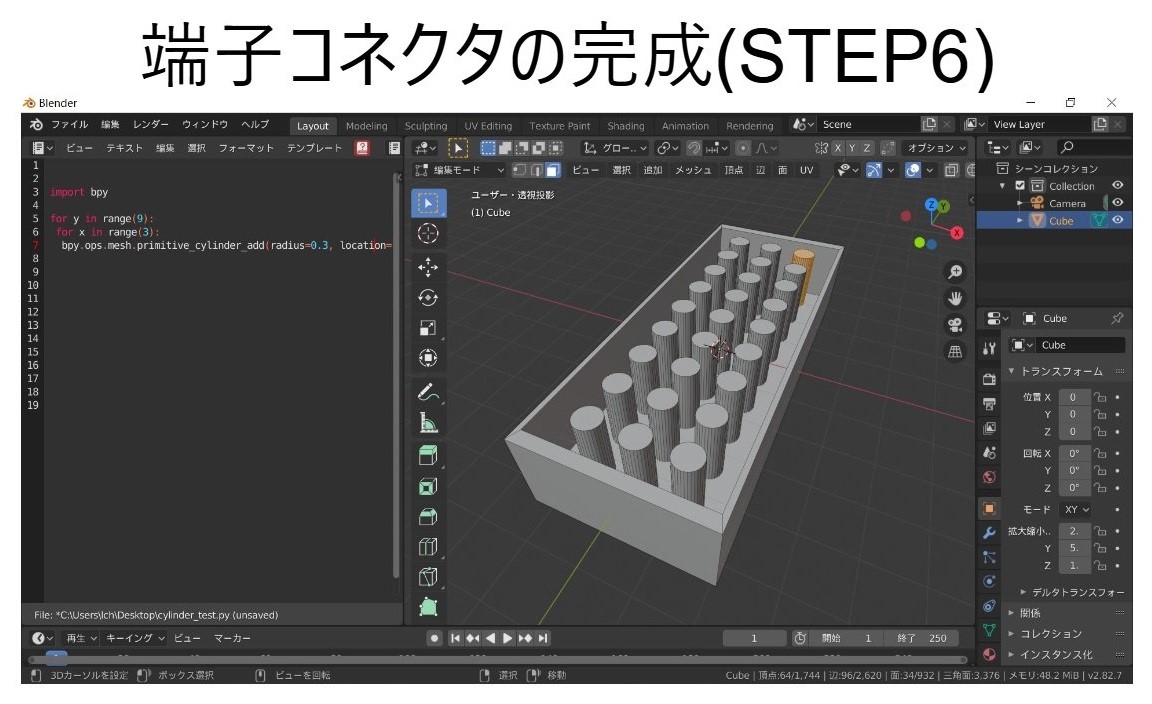 端子コネクタの完成(STEP6)
Blender
ファイル 編集 レンダー ウィンドウ ヘルプ Layout Modeling Sculpting UV Editing Texture Paint Shading Animation Rendering Scene View Layer
ビュー テキスト 編集 選択 フォーマット テンプレート グロー.. X Y Z オプション
編集モード ビュー 選択 追加 メッシュ 頂点 辺 面 UV
シーンコレクション
Collection
Camera
Cube
ユーザー・透視投影
(1) Cube
Z Y X
1
2
3 import bpy
4
5 for y in range(9):
6 for x in range(3):
7 bpy.ops.mesh.primitive_cylinder_add(radius=0.3, location=
8
9
10
11
12
13
14
15
16
17
18
19
Cube
Cube
トランスフォーム
位置 X 0
Y 0
Z 0
回転 X 0°
Y 0°
Z 0°
モード XY
拡大縮小.. 2.
Y 5.
Z 1.
デルタトランスフォー
関係
コレクション
インスタンス化
File: *C:\Users\lch\Desktop\cylinder_test.py (unsaved)
再生 キーイング ビュー マーカー 1 開始 1 終了 250
3Dカーソルを設定 ボックス選択 ビューを回転 選択 移動 Cube | 頂点:64/1,744 | 辺:96/2,620 | 面:34/932 | 三角面:3,376 | メモリ:48.2 MiB | v2.82.7